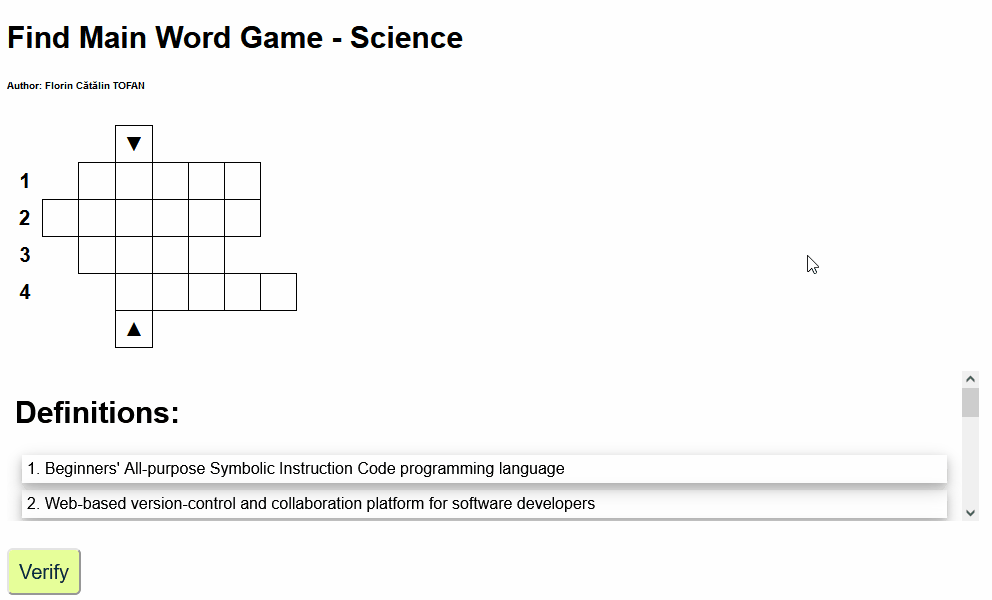 Find Main Word Game - Science
Author: Florin Cătălin TOFAN
▼
1
2
3
4
▲
Definitions:
1. Beginners' All-purpose Symbolic Instruction Code programming language
2. Web-based version-control and collaboration platform for software developers
Verify